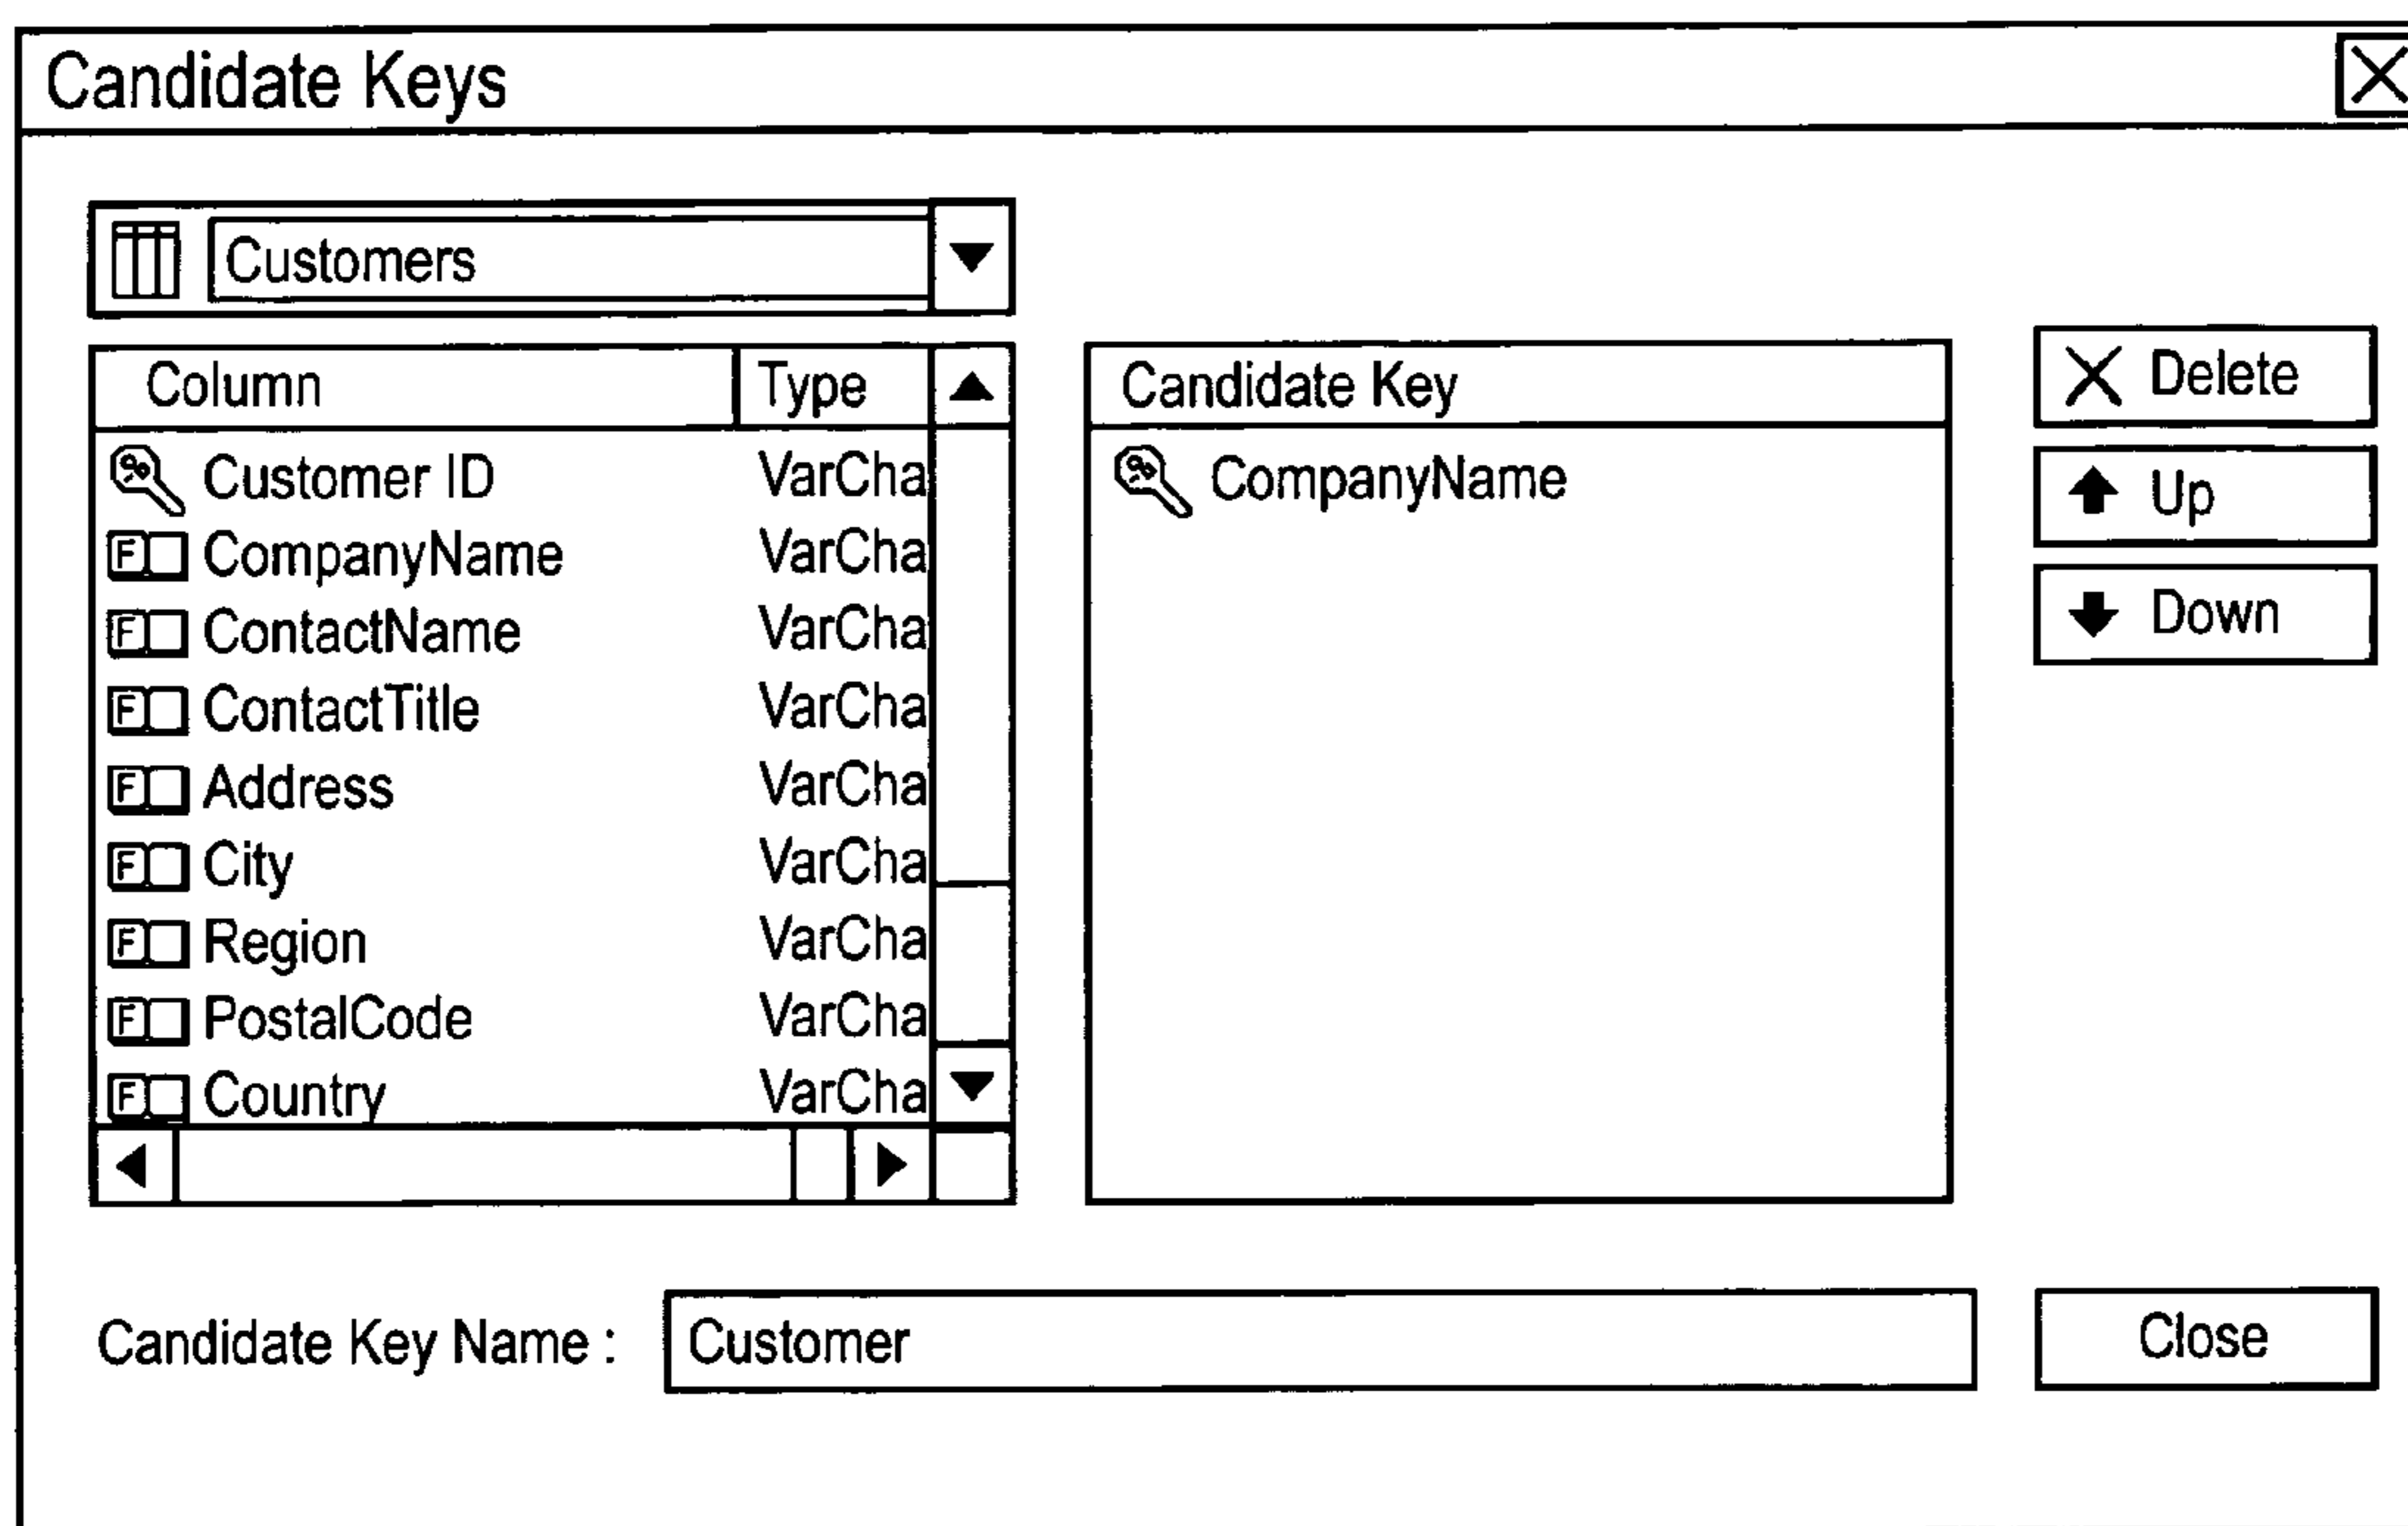 Candidate Keys
Customers
Column Type
Customer ID VarCha
CompanyName VarCha
ContactName VarCha
ContactTitle VarCha
Address VarCha
City VarCha
Region VarCha
PostalCode VarCha
Country VarCha
Candidate Key
CompanyName
Delete
Up
Down
Candidate Key Name : Customer
Close